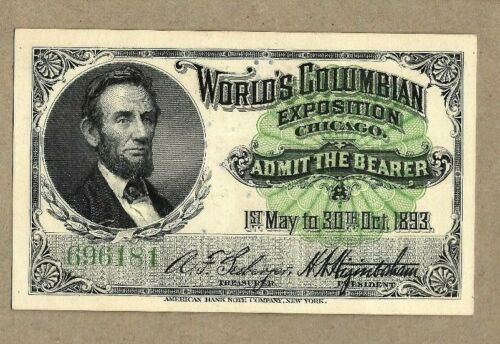 WORLD'S COLUMBIAN
EXPOSITION
CHICAGO.
ADMIT THE BEARER
1ST May to 30TH Oct. 1893.
696181
TREASURER
PRESIDENT
AMERICAN BANK NOTE COMPANY, NEW YORK.